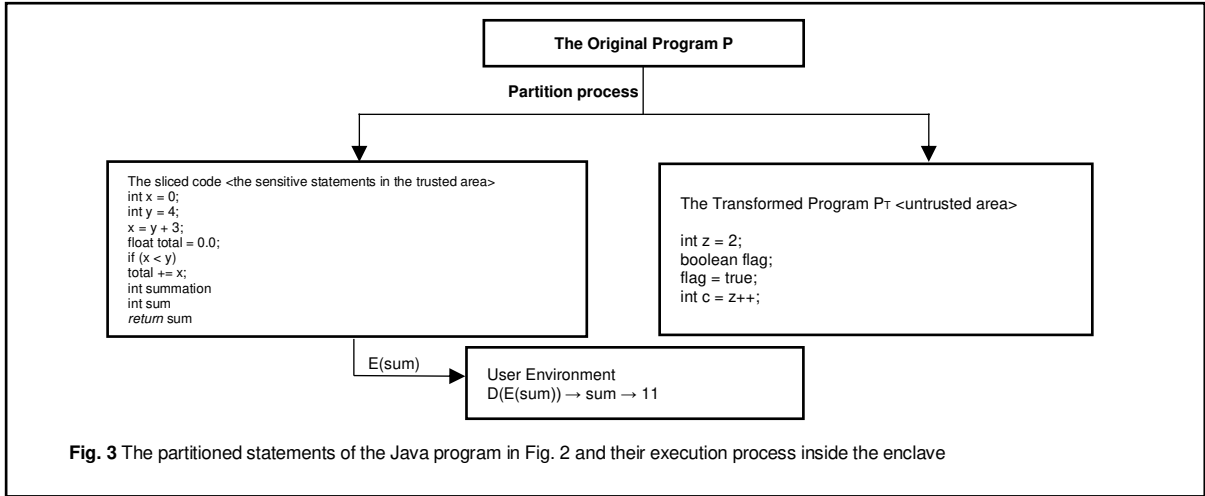 The Original Program P
Partition process
The sliced code <the sensitive statements in the trusted area>
int x = 0;
int y = 4;
x = y + 3;
float total = 0.0;
if (x < y)
total += x;
int summation
int sum
return sum
The Transformed Program PT <untrusted area>
int z = 2;
boolean flag;
flag = true;
int c = z++;
E(sum)
User Environment
D(E(sum)) → sum → 11
Fig. 3 The partitioned statements of the Java program in Fig. 2 and their execution process inside the enclave